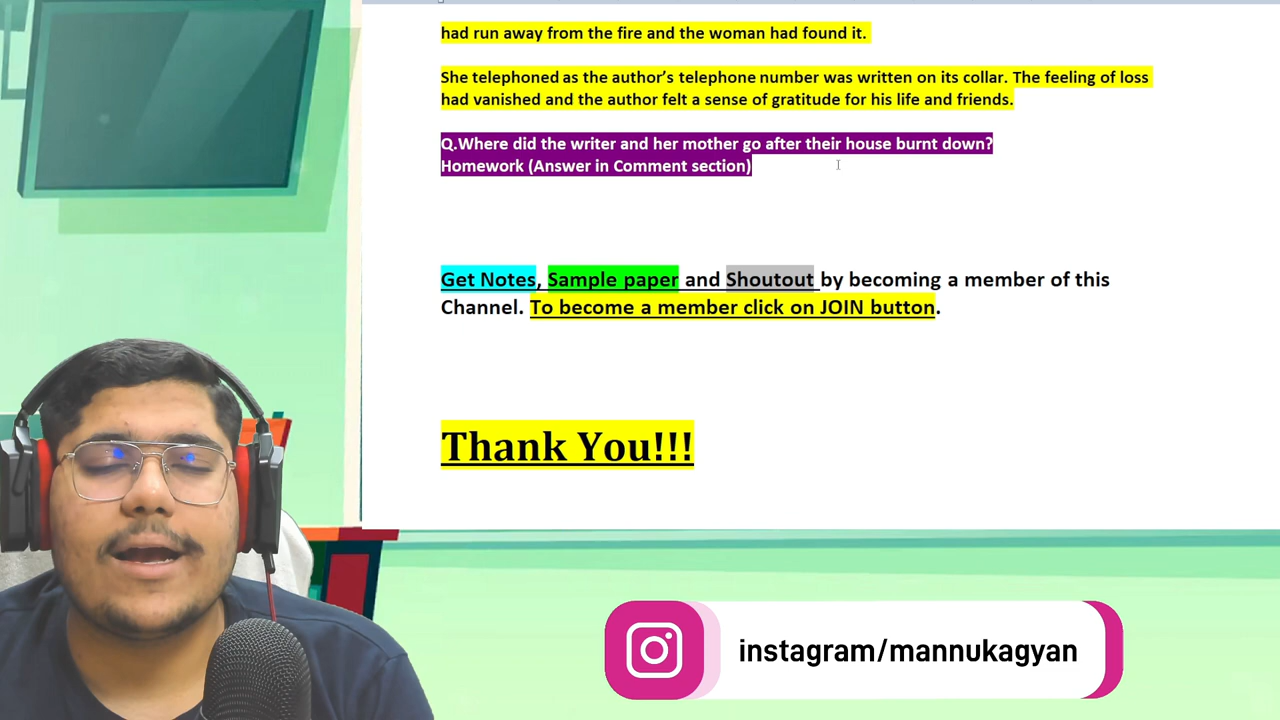 had run away from the fire and the woman had found it.
She telephoned as the author's telephone number was written on its collar. The feeling of loss
had vanished and the author felt a sense of gratitude for his life and friends.
Q.Where did the writer and her mother go after their house burnt down?
Homework (Answer in Comment section)
Get Notes, Sample paper and Shoutout by becoming a member of this
Channel. To become a member click on JOIN button.
Thank You!!!
instagram/mannukagyan